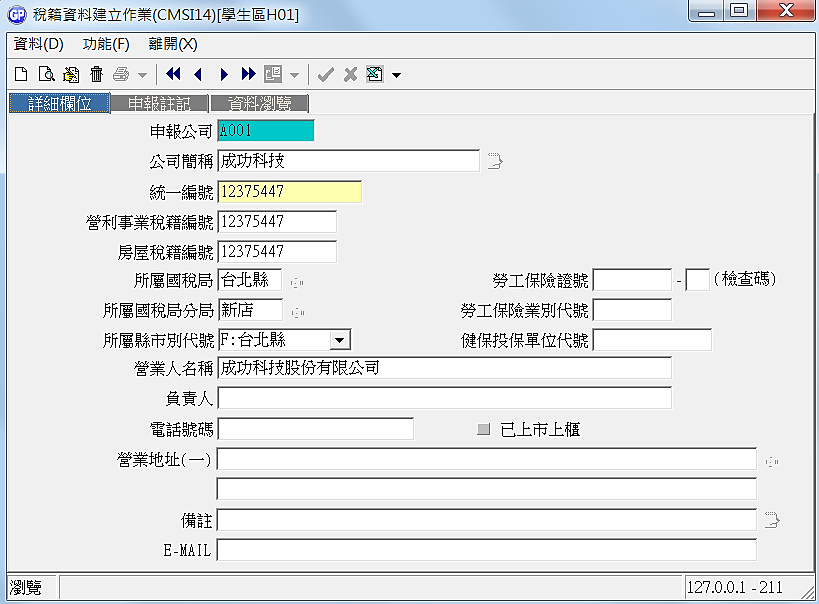 GP 稅籍資料建立作業(CMSI14)[學生區H01]
資料(D) 功能(F) 離開(X)
詳細欄位 申報註記 資料瀏覽
申報公司 A001
公司簡稱 成功科技
統一編號 12375447
營利事業稅籍編號 12375447
房屋稅籍編號 12375447
所屬國稅局 台北縣 勞工保險證號 - (檢查碼)
所屬國稅局分局 新店 勞工保險業別代號
所屬縣市別代號 F:台北縣 健保投保單位代號
營業人名稱 成功科技股份有限公司
負責人
電話號碼 已上市上櫃
營業地址(一)
備註
E-MAIL
瀏覽 127.0.0.1 - 211